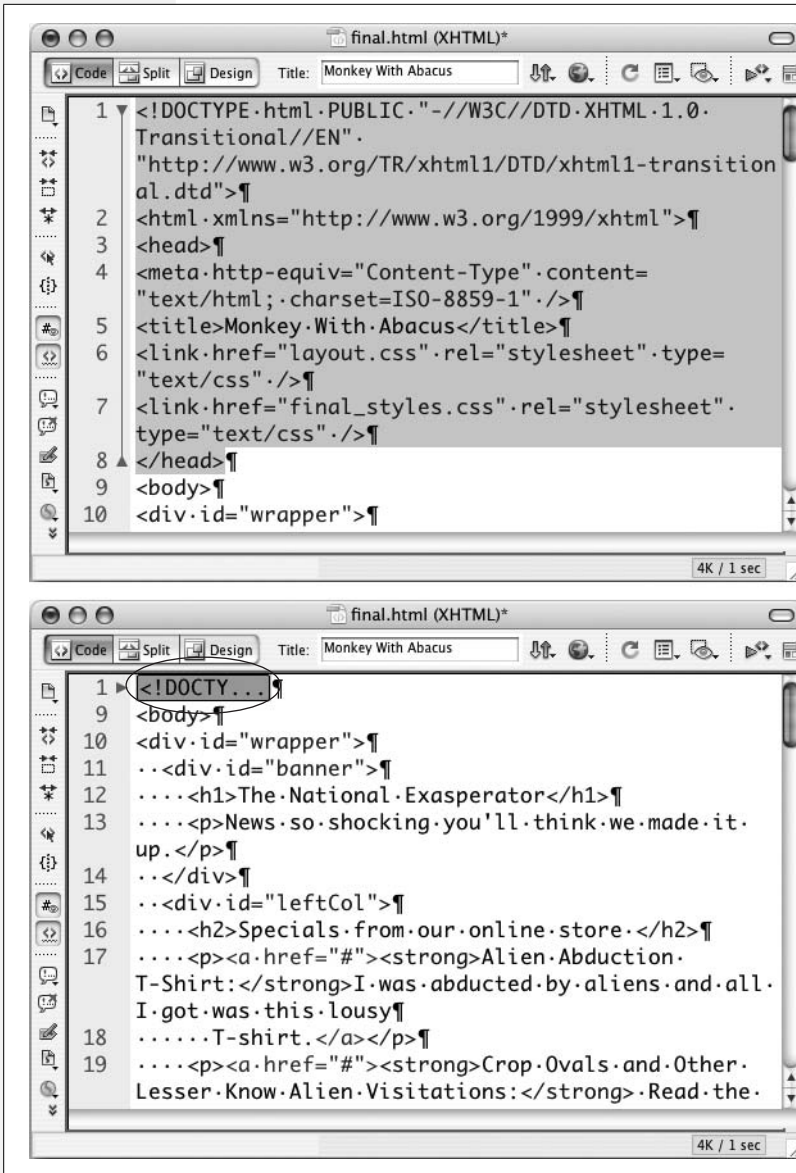 final.html (XHTML)*
Code Split Design Title: Monkey With Abacus
1 <!DOCTYPE·html·PUBLIC·"-//W3C//DTD·XHTML·1.0·
Transitional//EN"·
"http://www.w3.org/TR/xhtml1/DTD/xhtml1-transition
al.dtd">¶
2 <html·xmlns="http://www.w3.org/1999/xhtml">¶
3 <head>¶
4 <meta·http-equiv="Content-Type"·content=
"text/html;·charset=ISO-8859-1"·/>¶
5 <title>Monkey·With·Abacus</title>¶
6 <link·href="layout.css"·rel="stylesheet"·type=
"text/css"·/>¶
7 <link·href="final_styles.css"·rel="stylesheet"·
type="text/css"·/>¶
8 </head>¶
9 <body>¶
10 <div·id="wrapper">¶
4K / 1 sec
final.html (XHTML)*
Code Split Design Title: Monkey With Abacus
1 <!DOCTY...¶
9 <body>¶
10 <div·id="wrapper">¶
11 ··<div·id="banner">¶
12 ····<h1>The·National·Exasperator</h1>¶
13 ····<p>News·so·shocking·you'll·think·we·made·it·
up.</p>¶
14 ··</div>¶
15 ··<div·id="leftCol">¶
16 ····<h2>Specials·from·our·online·store·</h2>¶
17 ····<p><a·href="#"><strong>Alien·Abduction·
T-Shirt:</strong>I·was·abducted·by·aliens·and·all·
I·got·was·this·lousy¶
18 ······T-shirt.</a></p>¶
19 ····<p><a·href="#"><strong>Crop·Ovals·and·Other·
Lesser·Know·Alien·Visitations:</strong>·Read·the·
4K / 1 sec